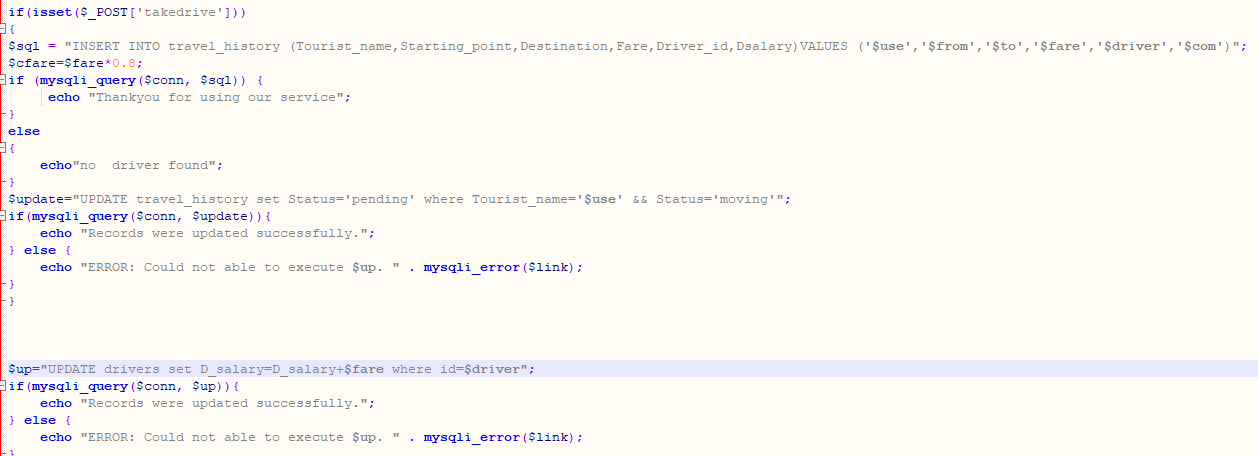 if(isset($_POST['takedrive']))
{
$sql = "INSERT INTO travel_history (Tourist_name,Starting_point,Destination,Fare,Driver_id,Dsalary)VALUES ('$use','$from','$to','$fare','$driver','$com')";
$cfare=$fare*0.8;
if (mysqli_query($conn, $sql)) {
echo "Thankyou for using our service";
}
else
{
echo"no  driver found";
}
$update="UPDATE travel_history set Status='pending' where Tourist_name='$use' && Status='moving'";
if(mysqli_query($conn, $update)){
echo "Records were updated successfully.";
} else {
echo "ERROR: Could not able to execute $up. " . mysqli_error($link);
}
}
$up="UPDATE drivers set D_salary=D_salary+$fare where id=$driver";
if(mysqli_query($conn, $up)){
echo "Records were updated successfully.";
} else {
echo "ERROR: Could not able to execute $up. " . mysqli_error($link);
}